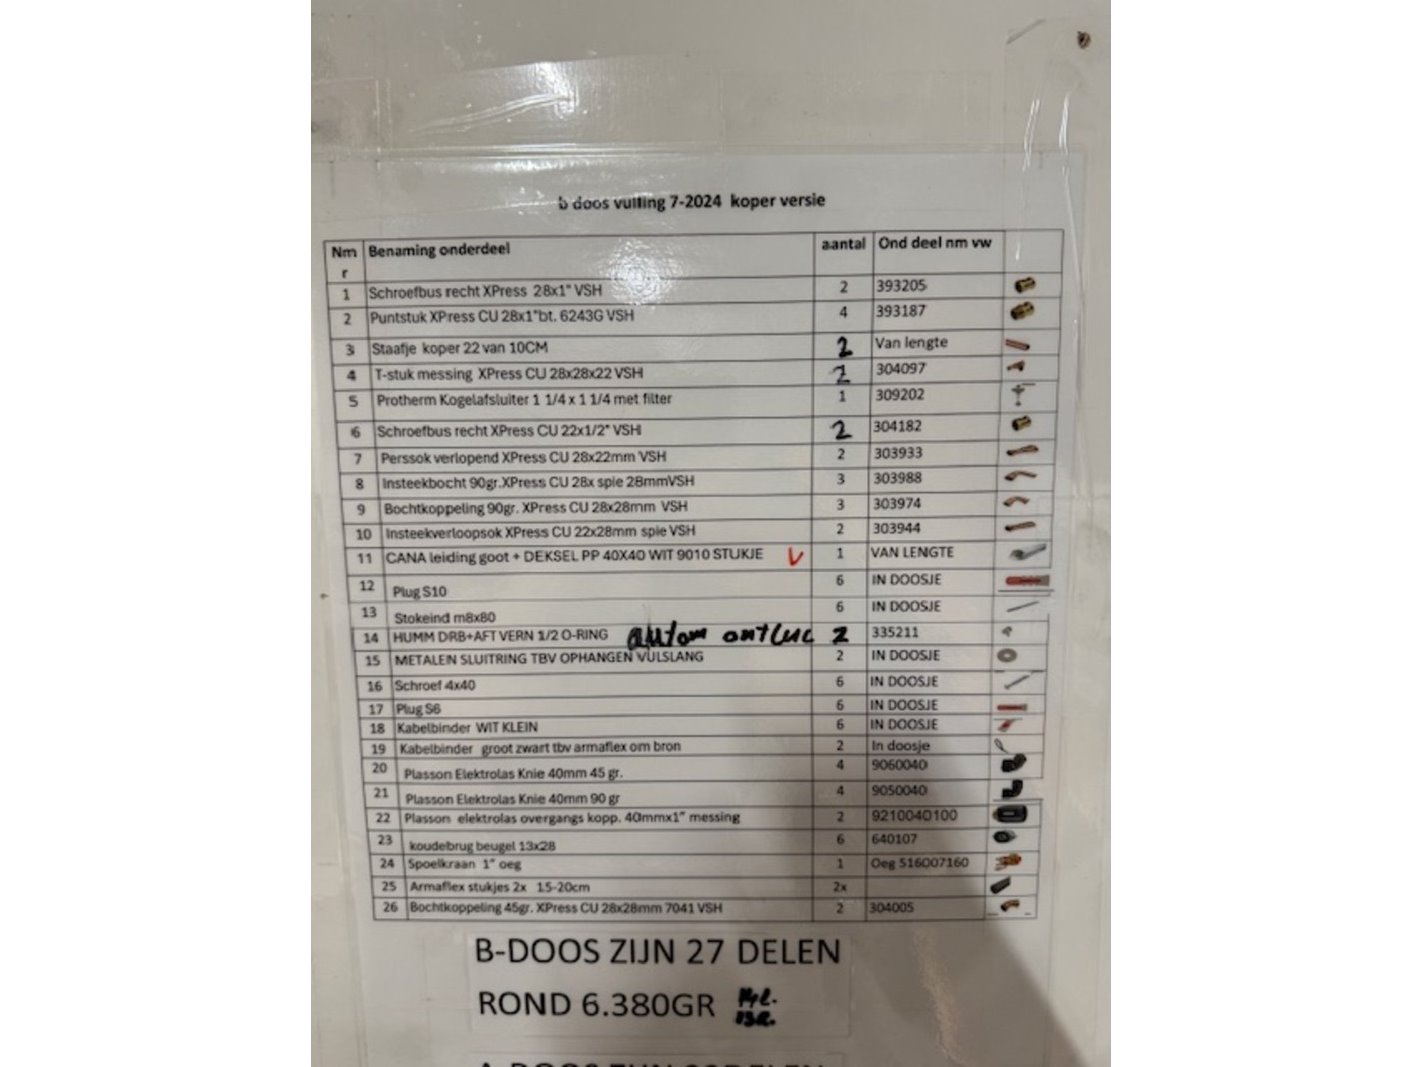 b doos vulling 7-2024 koper versie
Nm r Benaming onderdeel aantal Ond deel nm vw
1 Schroefbus recht XPress 28x1" VSH 2 393205
2 Puntstuk XPress CU 28x1"bt. 6243G VSH 4 393187
3 Staafje koper 22 van 10CM 2 Van lengte
4 T-stuk messing XPress CU 28x28x22 VSH 2 304097
5 Protherm Kogelafsluiter 1 1/4 x 1 1/4 met filter 1 309202
6 Schroefbus recht XPress CU 22x1/2" VSH 2 304182
7 Perssok verlopend XPress CU 28x22mm VSH 2 303933
8 Insteekbocht 90gr.XPress CU 28x spie 28mmVSH 3 303988
9 Bochtkoppeling 90gr. XPress CU 28x28mm VSH 3 303974
10 Insteekverloopsok XPress CU 22x28mm spie VSH 2 303944
11 CANA leiding goot + DEKSEL PP 40X40 WIT 9010 STUKJE V 1 VAN LENGTE
12 Plug S10 6 IN DOOSJE
13 Stokeind m8x80 6 IN DOOSJE
14 HUMM DRB+AFT VERN 1/2 O-RING autom ontluc 2 335211
15 METALEN SLUITRING TBV OPHANGEN VULSLANG 2 IN DOOSJE
16 Schroef 4x40 6 IN DOOSJE
17 Plug S6 6 IN DOOSJE
18 Kabelbinder WIT KLEIN 6 IN DOOSJE
19 Kabelbinder groot zwart tbv armaflex om bron 2 In doosje
20 Plasson Elektrolas Knie 40mm 45 gr. 4 9060040
21 Plasson Elektrolas Knie 40mm 90 gr 4 9050040
22 Plasson elektrolas overgangs kopp. 40mmx1" messing 2 9210040100
23 koudebrug beugel 13x28 6 640107
24 Spoelkraan 1" oeg 1 Oeg 516007160
25 Armaflex stukjes 2x 15-20cm 2x
26 Bochtkoppeling 45gr. XPress CU 28x28mm 7041 VSH 2 304005
B-DOOS ZIJN 27 DELEN
ROND 6.380GR